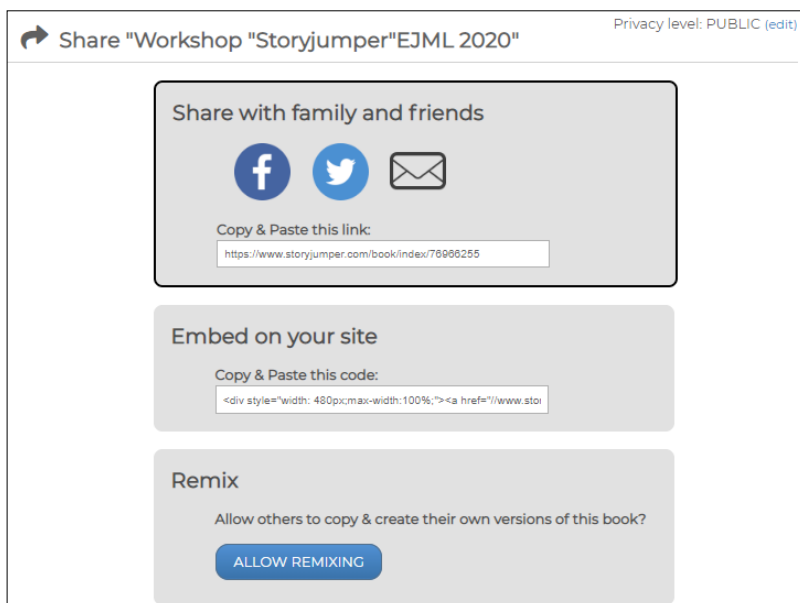 Share "Workshop "Storyjumper"EJML 2020"
Privacy level: PUBLIC (edit)
Share with family and friends
Copy & Paste this link:
https://www.storyjumper.com/book/index/76966255
Embed on your site
Copy & Paste this code:
<div style="width: 480px;max-width:100%;"><a href="//www.stor
Remix
Allow others to copy & create their own versions of this book?
ALLOW REMIXING